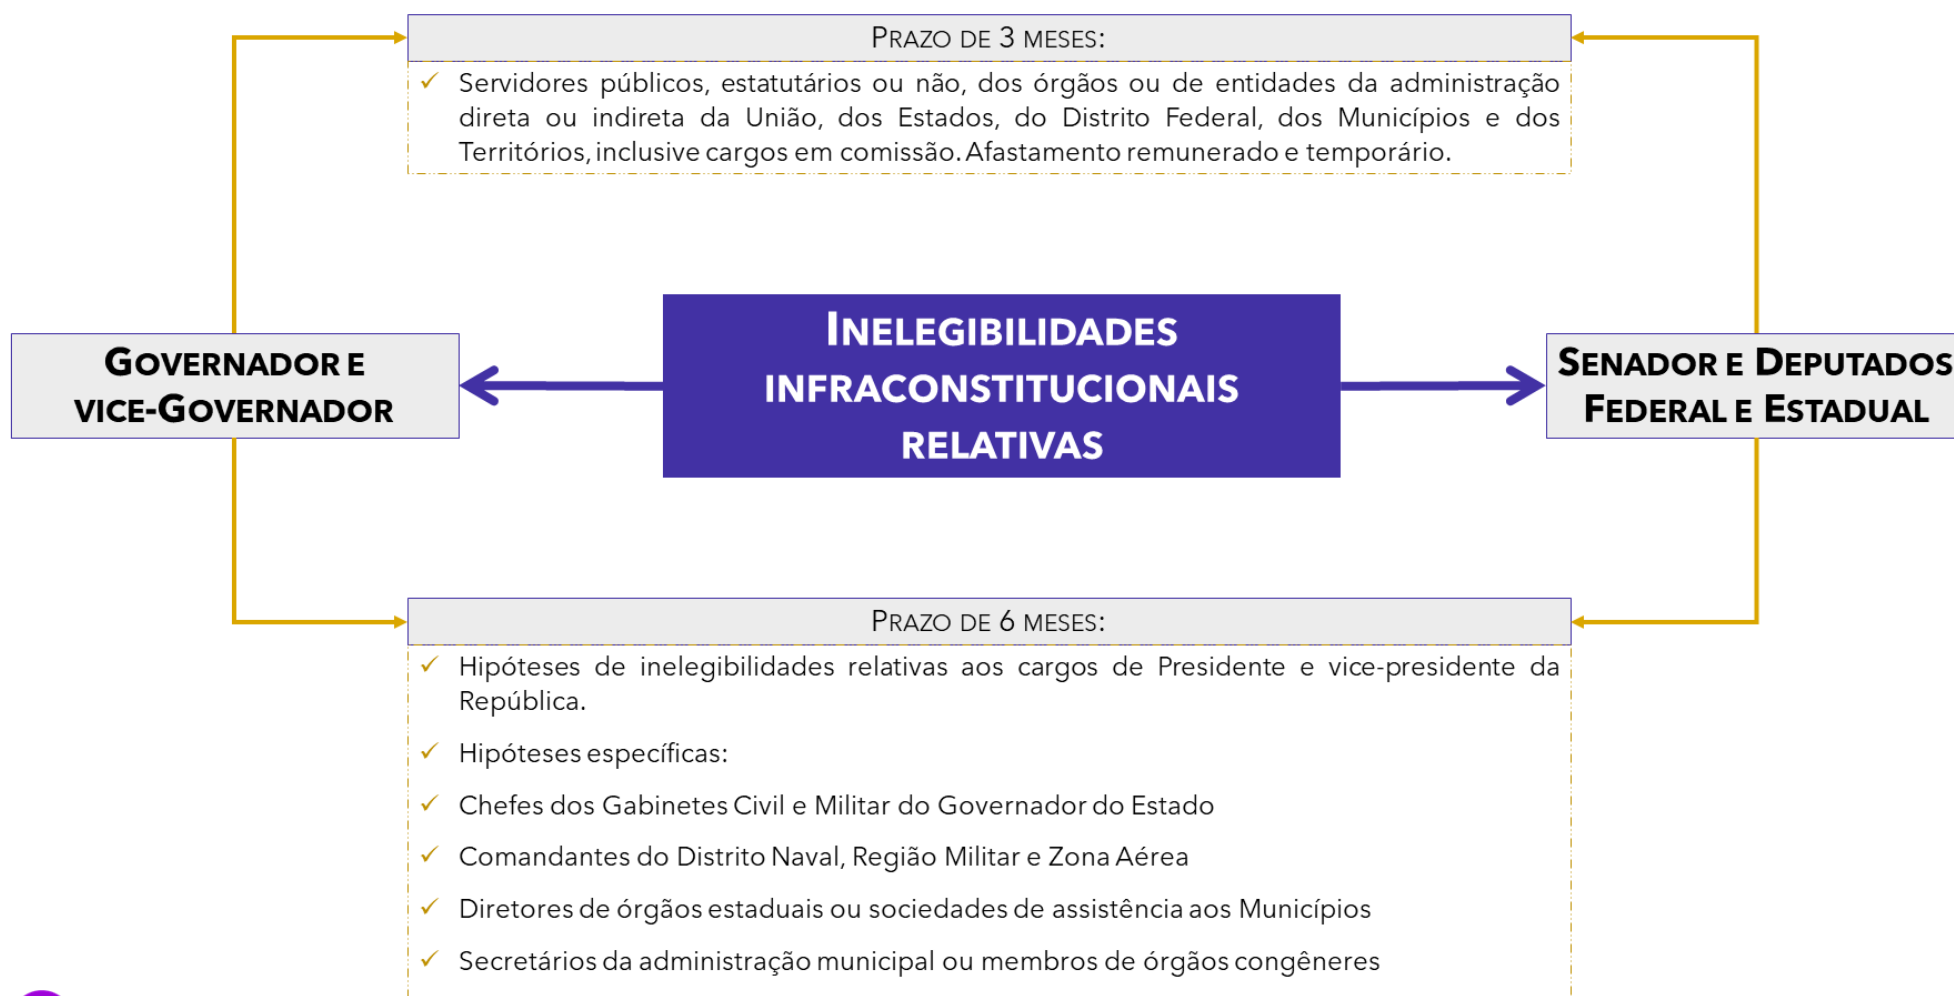 PRAZO DE 3 MESES:
✓ Servidores públicos, estatutários ou não, dos órgãos ou de entidades da administração
direta ou indireta da União, dos Estados, do Distrito Federal, dos Municípios e dos
Territórios, inclusive cargos em comissão. Afastamento remunerado e temporário.
GOVERNADOR E
VICE-GOVERNADOR
INELEGIBILIDADES
INFRACONSTITUCIONAIS
RELATIVAS
SENADOR E DEPUTADOS
FEDERAL E ESTADUAL
PRAZO DE 6 MESES:
✓ Hipóteses de inelegibilidades relativas aos cargos de Presidente e vice-presidente da
República.
✓ Hipóteses específicas:
✓ Chefes dos Gabinetes Civil e Militar do Governador do Estado
✓ Comandantes do Distrito Naval, Região Militar e Zona Aérea
✓ Diretores de órgãos estaduais ou sociedades de assistência aos Municípios
✓ Secretários da administração municipal ou membros de órgãos congêneres